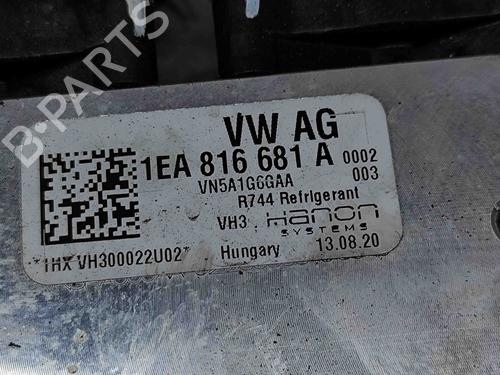 VW AG
1EA 816 681 A 0002
VN5A1G6GAA 003
R744 Refrigerant
VH3 Hanon
SYSTEMS
*1HX VH300022U02* Hungary 13.08.20
B-PARTS